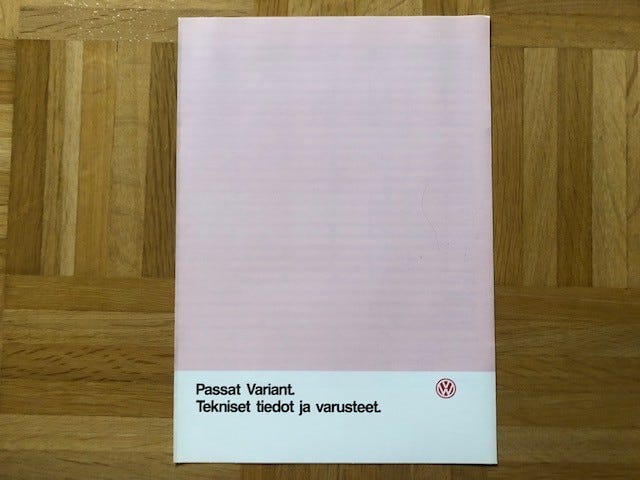 Passat Variant.
Tekniset tiedot ja varusteet.